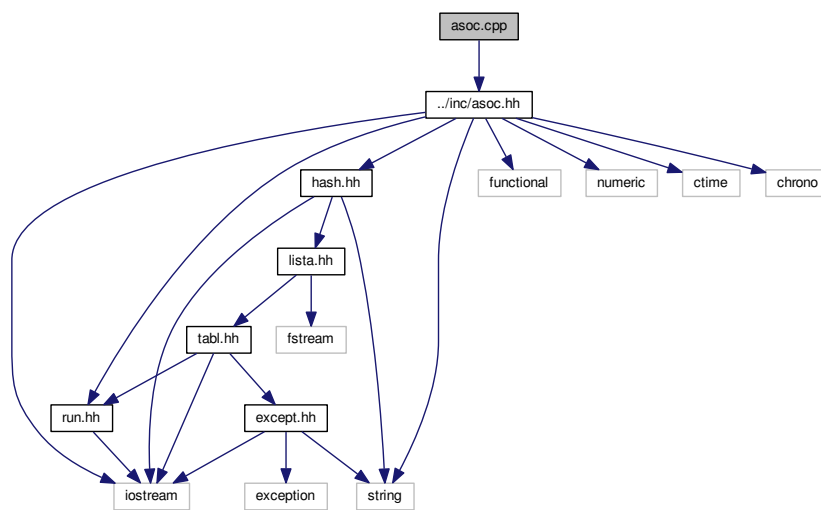 asoc.cpp
../inc/asoc.hh
hash.hh
functional
numeric
ctime
chrono
lista.hh
tabl.hh
fstream
run.hh
except.hh
iostream
exception
string